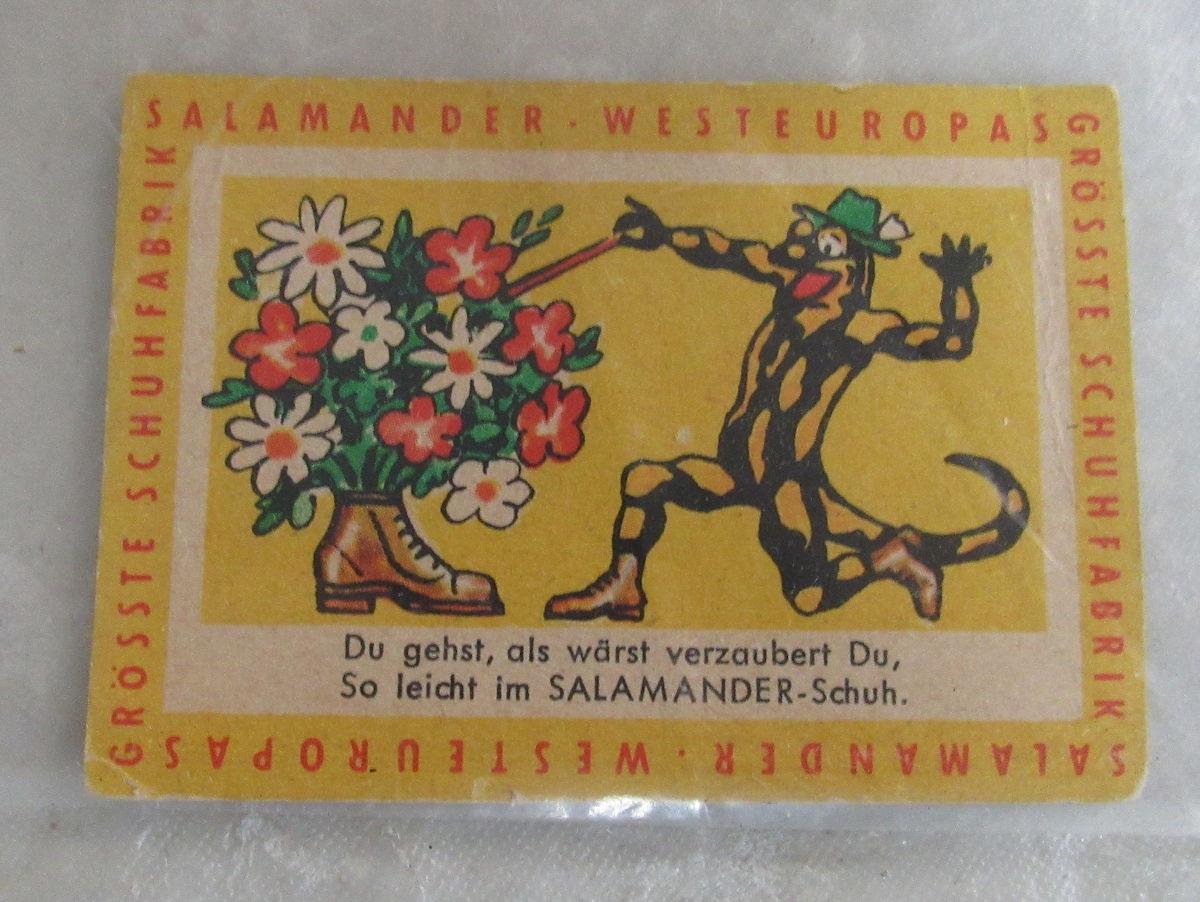 SALAMANDER · WESTEUROPAS
GRÖSSTE SCHUHFABRIK
SALAMANDER · WESTEUROPAS
GRÖSSTE SCHUHFABRIK
Du gehst, als wärst verzaubert Du,
So leicht im SALAMANDER-Schuh.